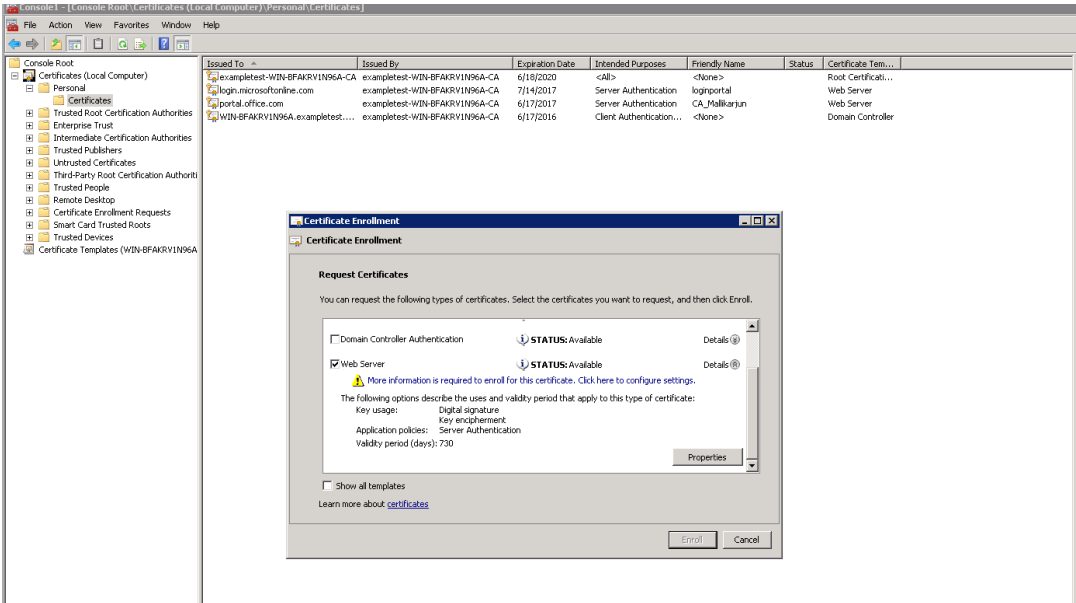 Console1 - [Console Root\Certificates (Local Computer)\Personal\Certificates]
File Action View Favorites Window Help
Console Root
Certificates (Local Computer)
Personal
Certificates
Trusted Root Certification Authorities
Enterprise Trust
Intermediate Certification Authorities
Trusted Publishers
Untrusted Certificates
Third-Party Root Certification Authoriti
Trusted People
Remote Desktop
Certificate Enrollment Requests
Smart Card Trusted Roots
Trusted Devices
Certificate Templates (WIN-BFAKRV1N96A
Issued To Issued By Expiration Date Intended Purposes Friendly Name Status Certificate Tem...
exampletest-WIN-BFAKRV1N96A-CA exampletest-WIN-BFAKRV1N96A-CA 6/18/2020 <All> <None> Root Certificati...
login.microsoftonline.com exampletest-WIN-BFAKRV1N96A-CA 7/14/2017 Server Authentication loginportal Web Server
portal.office.com exampletest-WIN-BFAKRV1N96A-CA 6/17/2017 Server Authentication CA_Mallikarjun Web Server
WIN-BFAKRV1N96A.exampletest.... exampletest-WIN-BFAKRV1N96A-CA 6/17/2016 Client Authentication... <None> Domain Controller
Certificate Enrollment
Certificate Enrollment
Request Certificates
You can request the following types of certificates. Select the certificates you want to request, and then click Enroll.
Domain Controller Authentication STATUS: Available Details
Web Server STATUS: Available Details
More information is required to enroll for this certificate. Click here to configure settings.
The following options describe the uses and validity period that apply to this type of certificate:
Key usage: Digital signature
Key encipherment
Application policies: Server Authentication
Validity period (days): 730
Properties
Show all templates
Learn more about certificates
Enroll Cancel